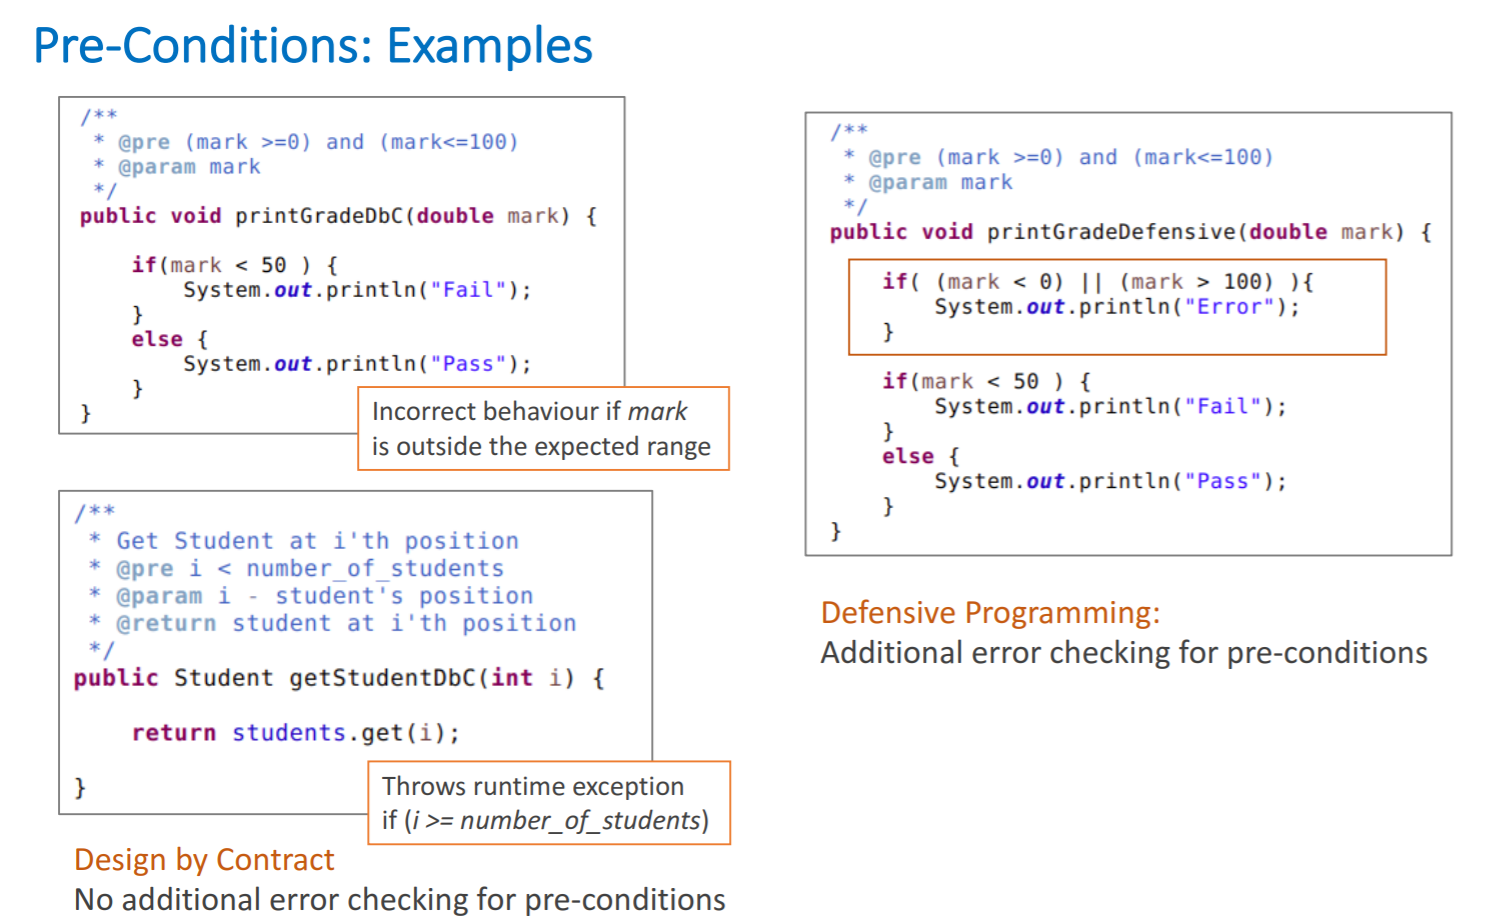 Pre-Conditions: Examples
/**
 * @pre (mark >=0) and (mark<=100)
 * @param mark
 */
public void printGradeDbC(double mark) {
    if(mark < 50 ) {
        System.out.println("Fail");
    }
    else {
        System.out.println("Pass");
    }
}
Incorrect behaviour if mark
is outside the expected range
/**
 * Get Student at i'th position
 * @pre i < number_of_students
 * @param i - student's position
 * @return student at i'th position
 */
public Student getStudentDbC(int i) {
    return students.get(i);
}
Throws runtime exception
if (i >= number_of_students)
Design by Contract
No additional error checking for pre-conditions
/**
 * @pre (mark >=0) and (mark<=100)
 * @param mark
 */
public void printGradeDefensive(double mark) {
    if( (mark < 0) || (mark > 100) ){
        System.out.println("Error");
    }
    if(mark < 50 ) {
        System.out.println("Fail");
    }
    else {
        System.out.println("Pass");
    }
}
Defensive Programming:
Additional error checking for pre-conditions